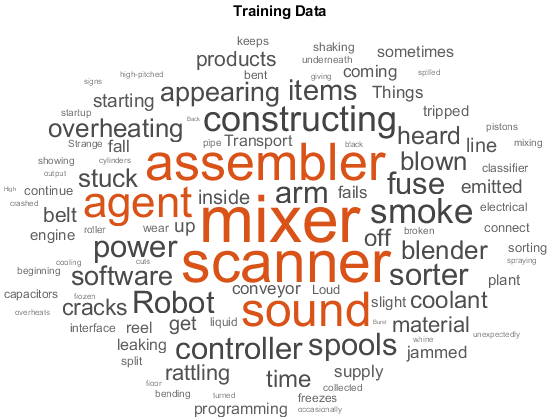 Training Data
keeps
shaking
sometimes
products
underneath
signs
high-pitched
bent
giving
coming
spilled
starting
appearing
items
Things
startup
Back
constructing
tripped
pistons
overheating
heard
Strange
fall
pipe
Transport
black
line
mixing
showing
cylinders
assembler
blown
classifier
output
stuck
fuse
emitted
High
continue
agent
inside
arm
fails
smoke
electrical
crashed
belt
roller
wear
up
mixer
off
broken
connect
engine
power
blender
sorting
beginning
cooling
cuts
scanner
spraying
software
sorter
plant
capacitors
frozen
conveyor
Loud
slight
coolant
overheats
cracks
Robot
sound
interface
reel
get
liquid
Burst
material
unexpectedly
leaking
controller
spools
whine
jammed
split
rattling
time
supply
floor
collected
bending
turned
freezes
programming
occasionally